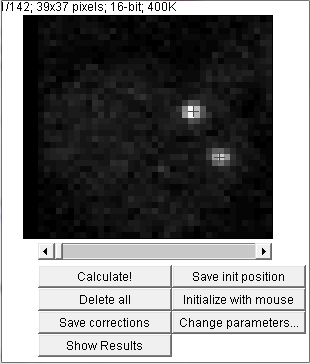 1/142; 39x37 pixels; 16-bit; 400K
Calculate! Save init position
Delete all Initialize with mouse
Save corrections Change parameters...
Show Results